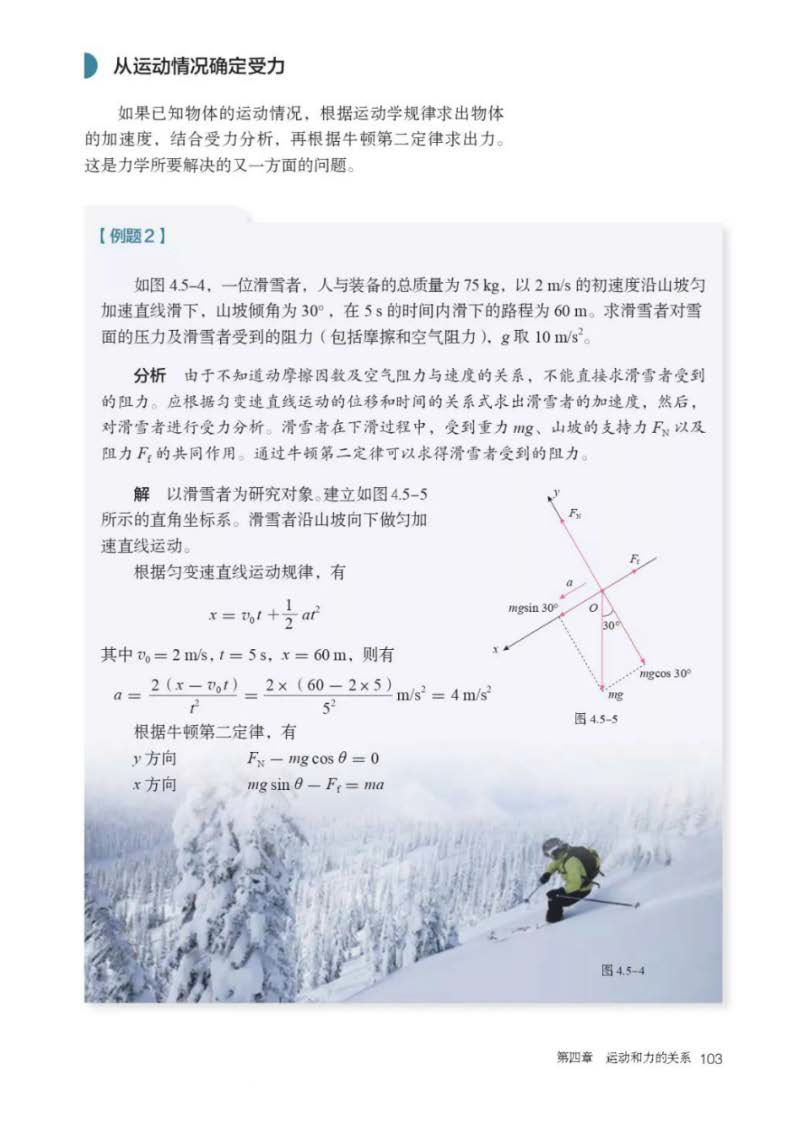 从运动情况确定受力
如果已知物体的运动情况，根据运动学规律求出物体
的加速度，结合受力分析，再根据牛顿第二定律求出力。
这是力学所要解决的又一方面的问题。
【例题2】
如图 4.5-4，一位滑雪者，人与装备的总质量为 75 kg，以 2 m/s 的初速度沿山坡匀
加速直线滑下，山坡倾角为 30°，在 5 s 的时间内滑下的路程为 60 m。求滑雪者对雪
面的压力及滑雪者受到的阻力（包括摩擦和空气阻力），g 取 10 m/s²。
分析 由于不知道动摩擦因数及空气阻力与速度的关系，不能直接求滑雪者受到
的阻力。应根据匀变速直线运动的位移和时间的关系式求出滑雪者的加速度，然后，
对滑雪者进行受力分析。滑雪者在下滑过程中，受到重力 mg、山坡的支持力 F_N 以及
阻力 F_f 的共同作用。通过牛顿第二定律可以求得滑雪者受到的阻力。
解 以滑雪者为研究对象。建立如图 4.5-5
所示的直角坐标系。滑雪者沿山坡向下做匀加
速直线运动。
根据匀变速直线运动规律，有
x = v₀t + 1/2 at²
其中 v₀ = 2 m/s，t = 5 s，x = 60 m，则有
a = 2（x − v₀t）/t² = 2×（60 − 2×5）/5² m/s² = 4 m/s²
根据牛顿第二定律，有
y 方向 F_N − mg cos θ = 0
x 方向 mg sin θ − F_f = ma
y
F_N
F_f
a
mgsin 30°
O
30°
x
mgcos 30°
mg
图 4.5-5
图 4.5-4
第四章 运动和力的关系 103